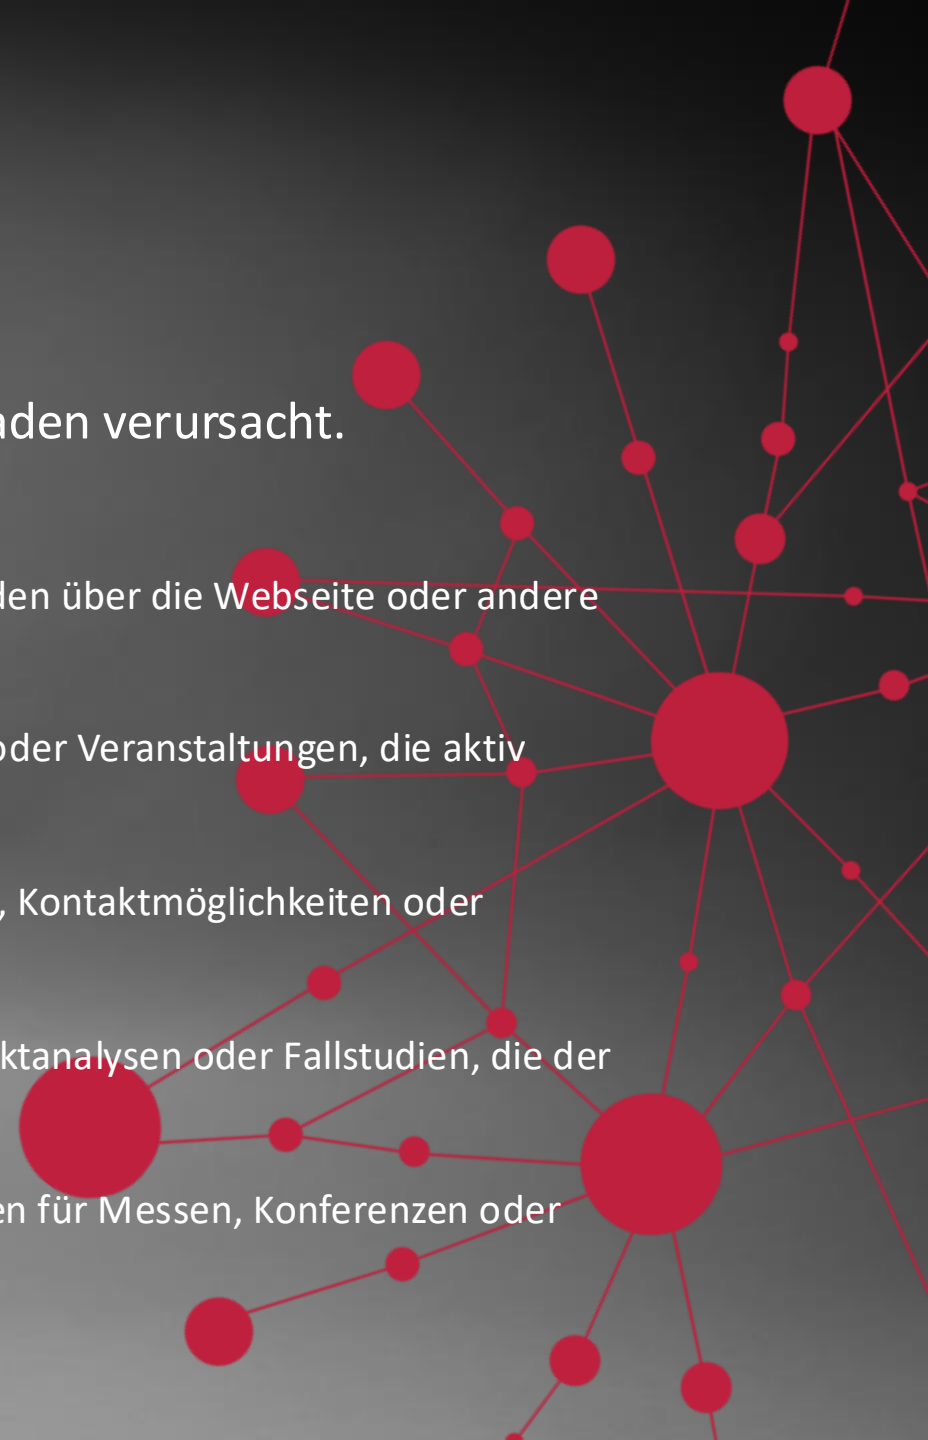 aden verursacht.
den über die Webseite oder andere
oder Veranstaltungen, die aktiv
, Kontaktmöglichkeiten oder
ktanalysen oder Fallstudien, die der
en für Messen, Konferenzen oder